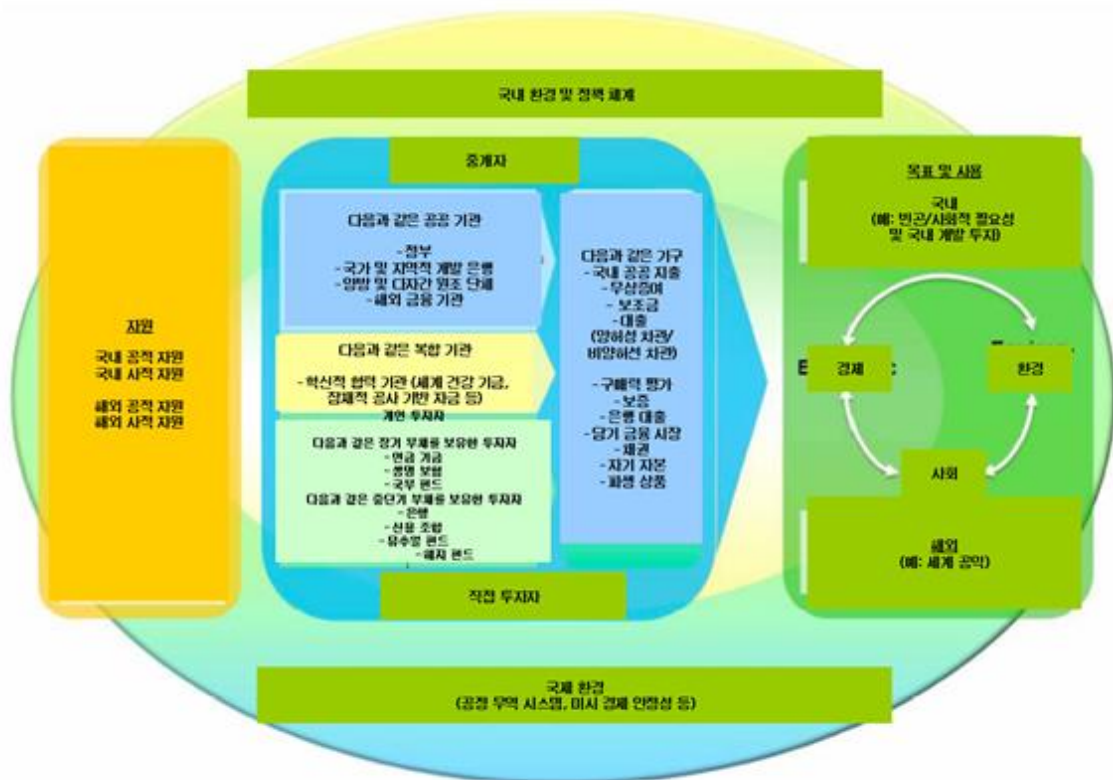 국내 환경 및 정책 체계
자원
국내 공적 자원
국내 사적 자원
해외 공적 자원
해외 사적 자원
중개자
다음과 같은 공공 기관
-정부
-국가 및 지역적 개발 은행
-양방 및 다자간 원조 단체
-해외 금융 기관
다음과 같은 복합 기관
- 혁신적 협력 기관 (세계 건강 기금,
잠재적 공사 기반 자금 등)
개인 투자자
다음과 같은 장기 부채를 보유한 투자자
-연금 기금
-생명 보험
-국부 펀드
다음과 같은 중단기 부채를 보유한 투자자
-은행
-신용 조합
-뮤추얼 펀드
-헤지 펀드
다음과 같은 기구
-국내 공공 지출
-무상증여
-보조금
-대출
(양허성 차관/
비양허선 차관)
-구매력 평가
-보증
-은행 대출
-단기 금융 시장
-채권
-자기 자본
-파생 상품
직접 투자자
목표 및 사용
국내
(예: 빈곤/사회적 필요성
및 국내 개발 투자)
경제
환경
사회
해외
(예: 세계 공약)
국제 환경
(공정 무역 시스템, 미시 경제 안정성 등)